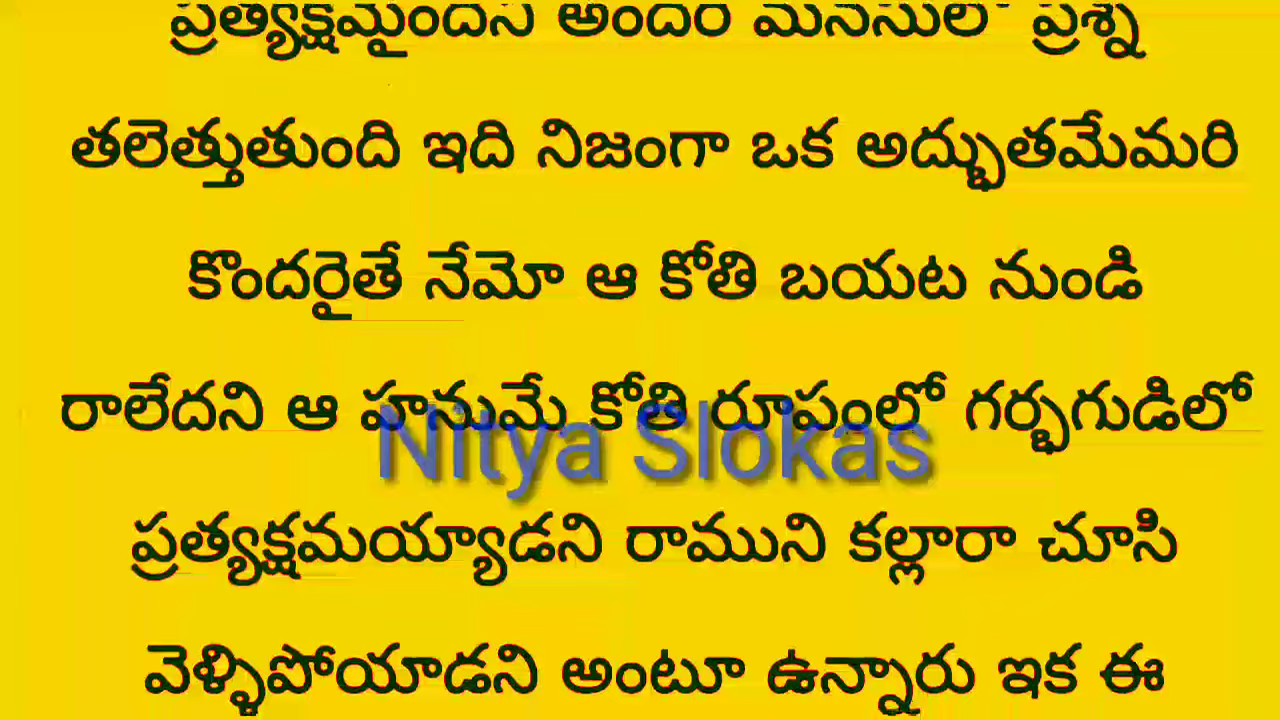 ప్రత్యక్షమైందని అందరి మనసులో ప్రశ్న
తలెత్తుతుంది ఇది నిజంగా ఒక అద్భుతమేమరి
కొందరైతే నేమో ఆ కోతి బయట నుండి
రాలేదని ఆ హనుమే కోతి రూపంలో గర్భగుడిలో
Nitya Slokas
ప్రత్యక్షమయ్యాడని రాముని కల్లారా చూసి
వెళ్ళిపోయాడని అంటూ ఉన్నారు ఇక ఈ